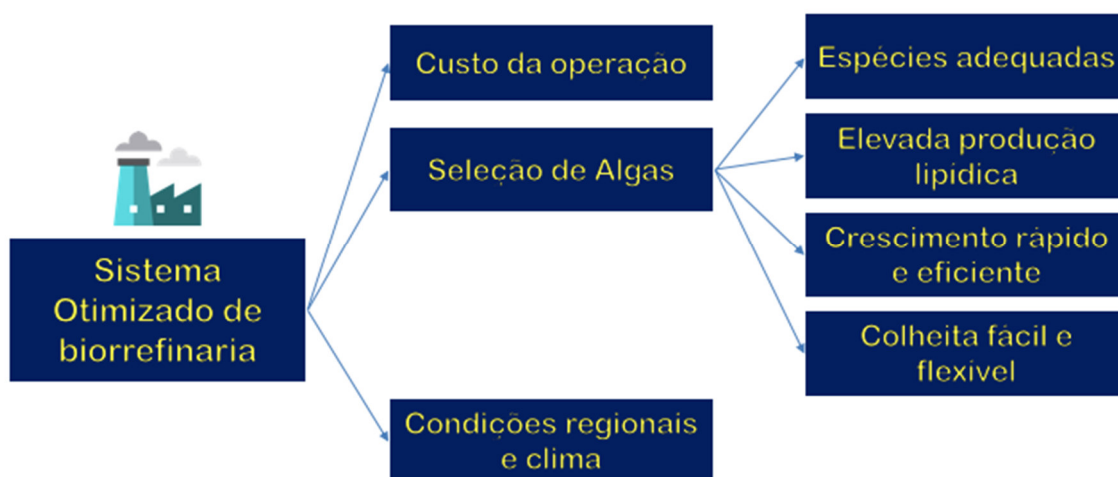 Sistema
Otimizado de
biorrefinaria
Custo da operação
Seleção de Algas
Condições regionais
e clima
Espécies adequadas
Elevada produção
lipídica
Crescimento rápido
e eficiente
Colheita fácil e
flexivel